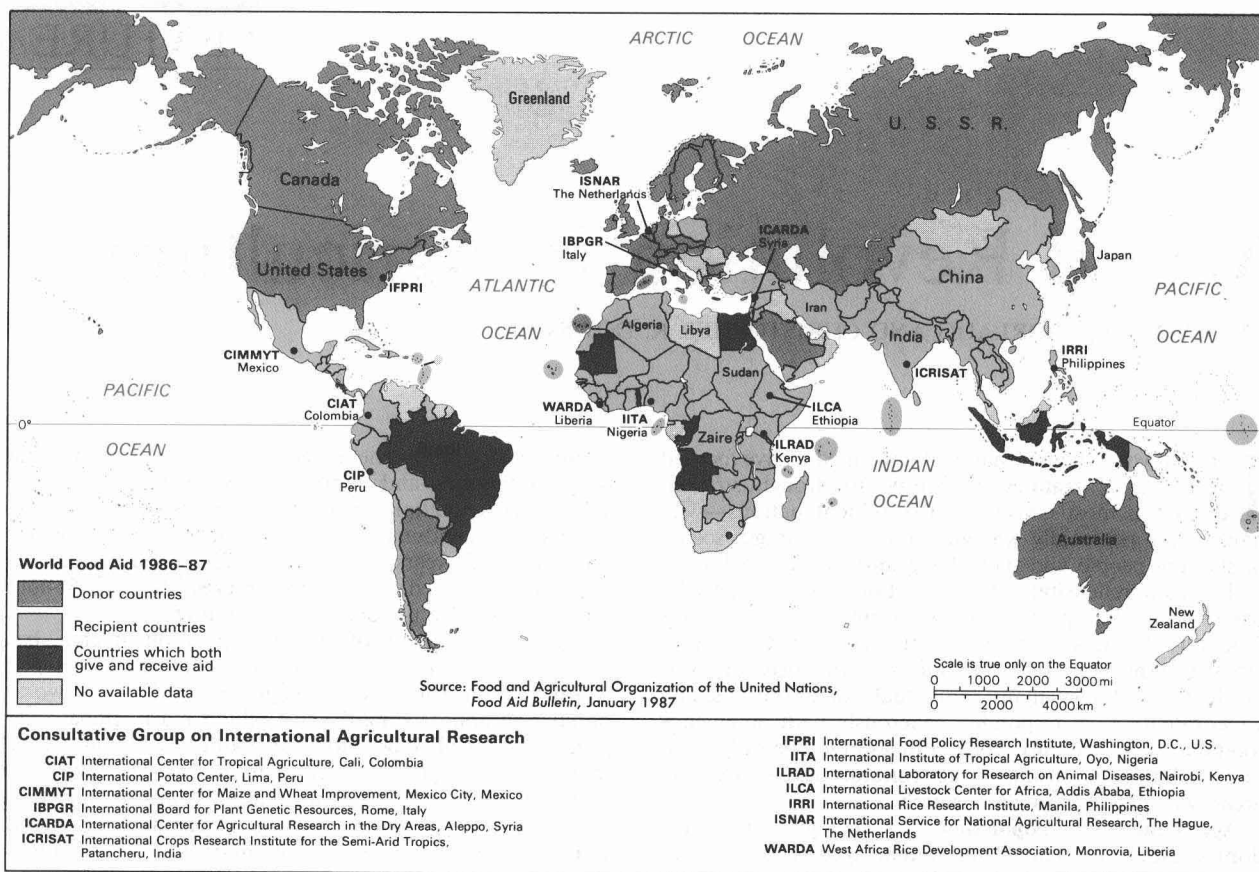 ARCTIC OCEAN
Greenland
U. S. S. R.
Canada
ISNAR
The Netherlands
ICARDA
Syria
IBPGR
Italy
United States
IFPRI
China
Japan
ATLANTIC
OCEAN
PACIFIC
OCEAN
Algeria
Libya
Iran
India
CIMMYT
Mexico
Sudan
ICRISAT
IRRI
Philippines
PACIFIC
OCEAN
CIAT
Colombia
WARDA
Liberia
IITA
Nigeria
ILCA
Ethiopia
0°
Equator
Zaire
ILRAD
Kenya
CIP
Peru
INDIAN
OCEAN
Australia
New
Zealand
World Food Aid 1986–87
Donor countries
Recipient countries
Countries which both
give and receive aid
No available data
Source: Food and Agricultural Organization of the United Nations,
Food Aid Bulletin, January 1987
Scale is true only on the Equator
0 1000 2000 3000 mi
0 2000 4000 km
Consultative Group on International Agricultural Research
CIAT International Center for Tropical Agriculture, Cali, Colombia
CIP International Potato Center, Lima, Peru
CIMMYT International Center for Maize and Wheat Improvement, Mexico City, Mexico
IBPGR International Board for Plant Genetic Resources, Rome, Italy
ICARDA International Center for Agricultural Research in the Dry Areas, Aleppo, Syria
ICRISAT International Crops Research Institute for the Semi-Arid Tropics,
Patancheru, India
IFPRI International Food Policy Research Institute, Washington, D.C., U.S.
IITA International Institute of Tropical Agriculture, Oyo, Nigeria
ILRAD International Laboratory for Research on Animal Diseases, Nairobi, Kenya
ILCA International Livestock Center for Africa, Addis Ababa, Ethiopia
IRRI International Rice Research Institute, Manila, Philippines
ISNAR International Service for National Agricultural Research, The Hague,
The Netherlands
WARDA West Africa Rice Development Association, Monrovia, Liberia